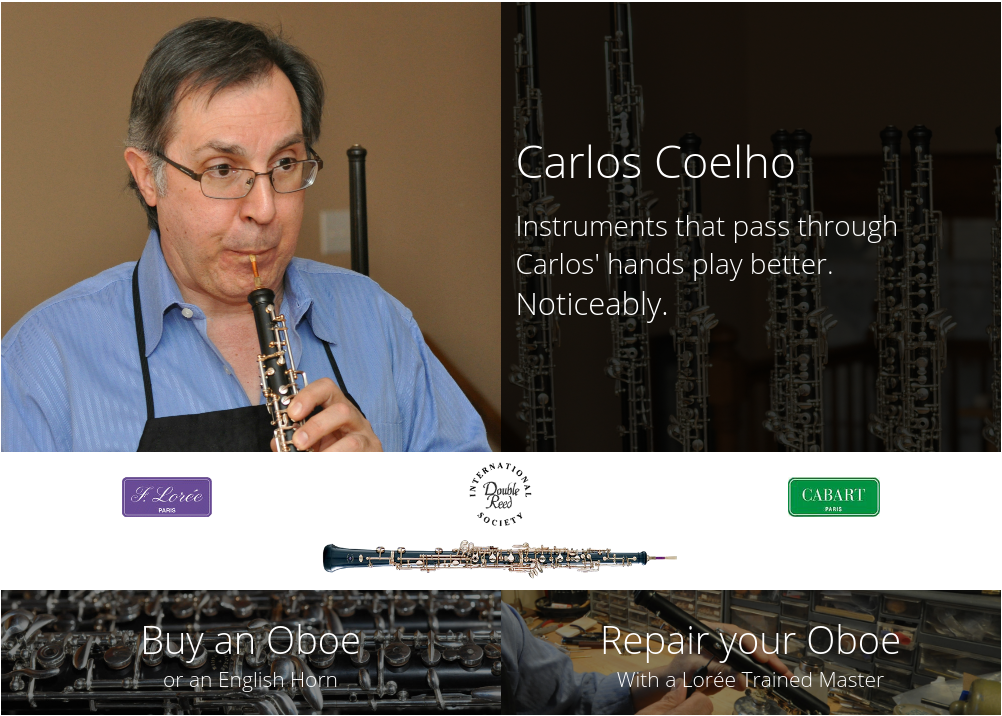 Carlos Coelho
Instruments that pass through
Carlos' hands play better.
Noticeably.
F. Lorée
PARIS
INTERNATIONAL
Double
Reed
SOCIETY
CABART
PARIS
Buy an Oboe
or an English Horn
Repair your Oboe
With a Lorée Trained Master